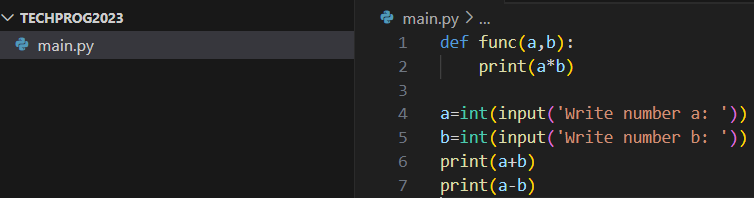 TECHPROG2023
main.py
main.py > ...
1 def func(a,b):
2     print(a*b)
3
4 a=int(input('Write number a: '))
5 b=int(input('Write number b: '))
6 print(a+b)
7 print(a-b)